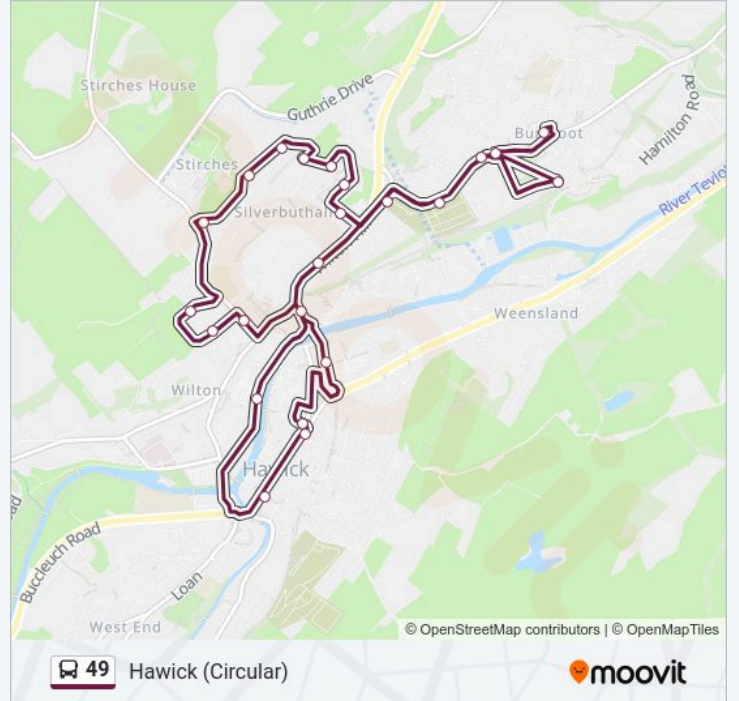 Stirches House
Guthrie Drive
Hamilton Road
Stirches
Silverbuthall
River Teviot
Weensland
Wilton
Hawick
Buccleuch Road
Loan
West End
© OpenStreetMap contributors | © OpenMapTiles
49 Hawick (Circular)
moovit